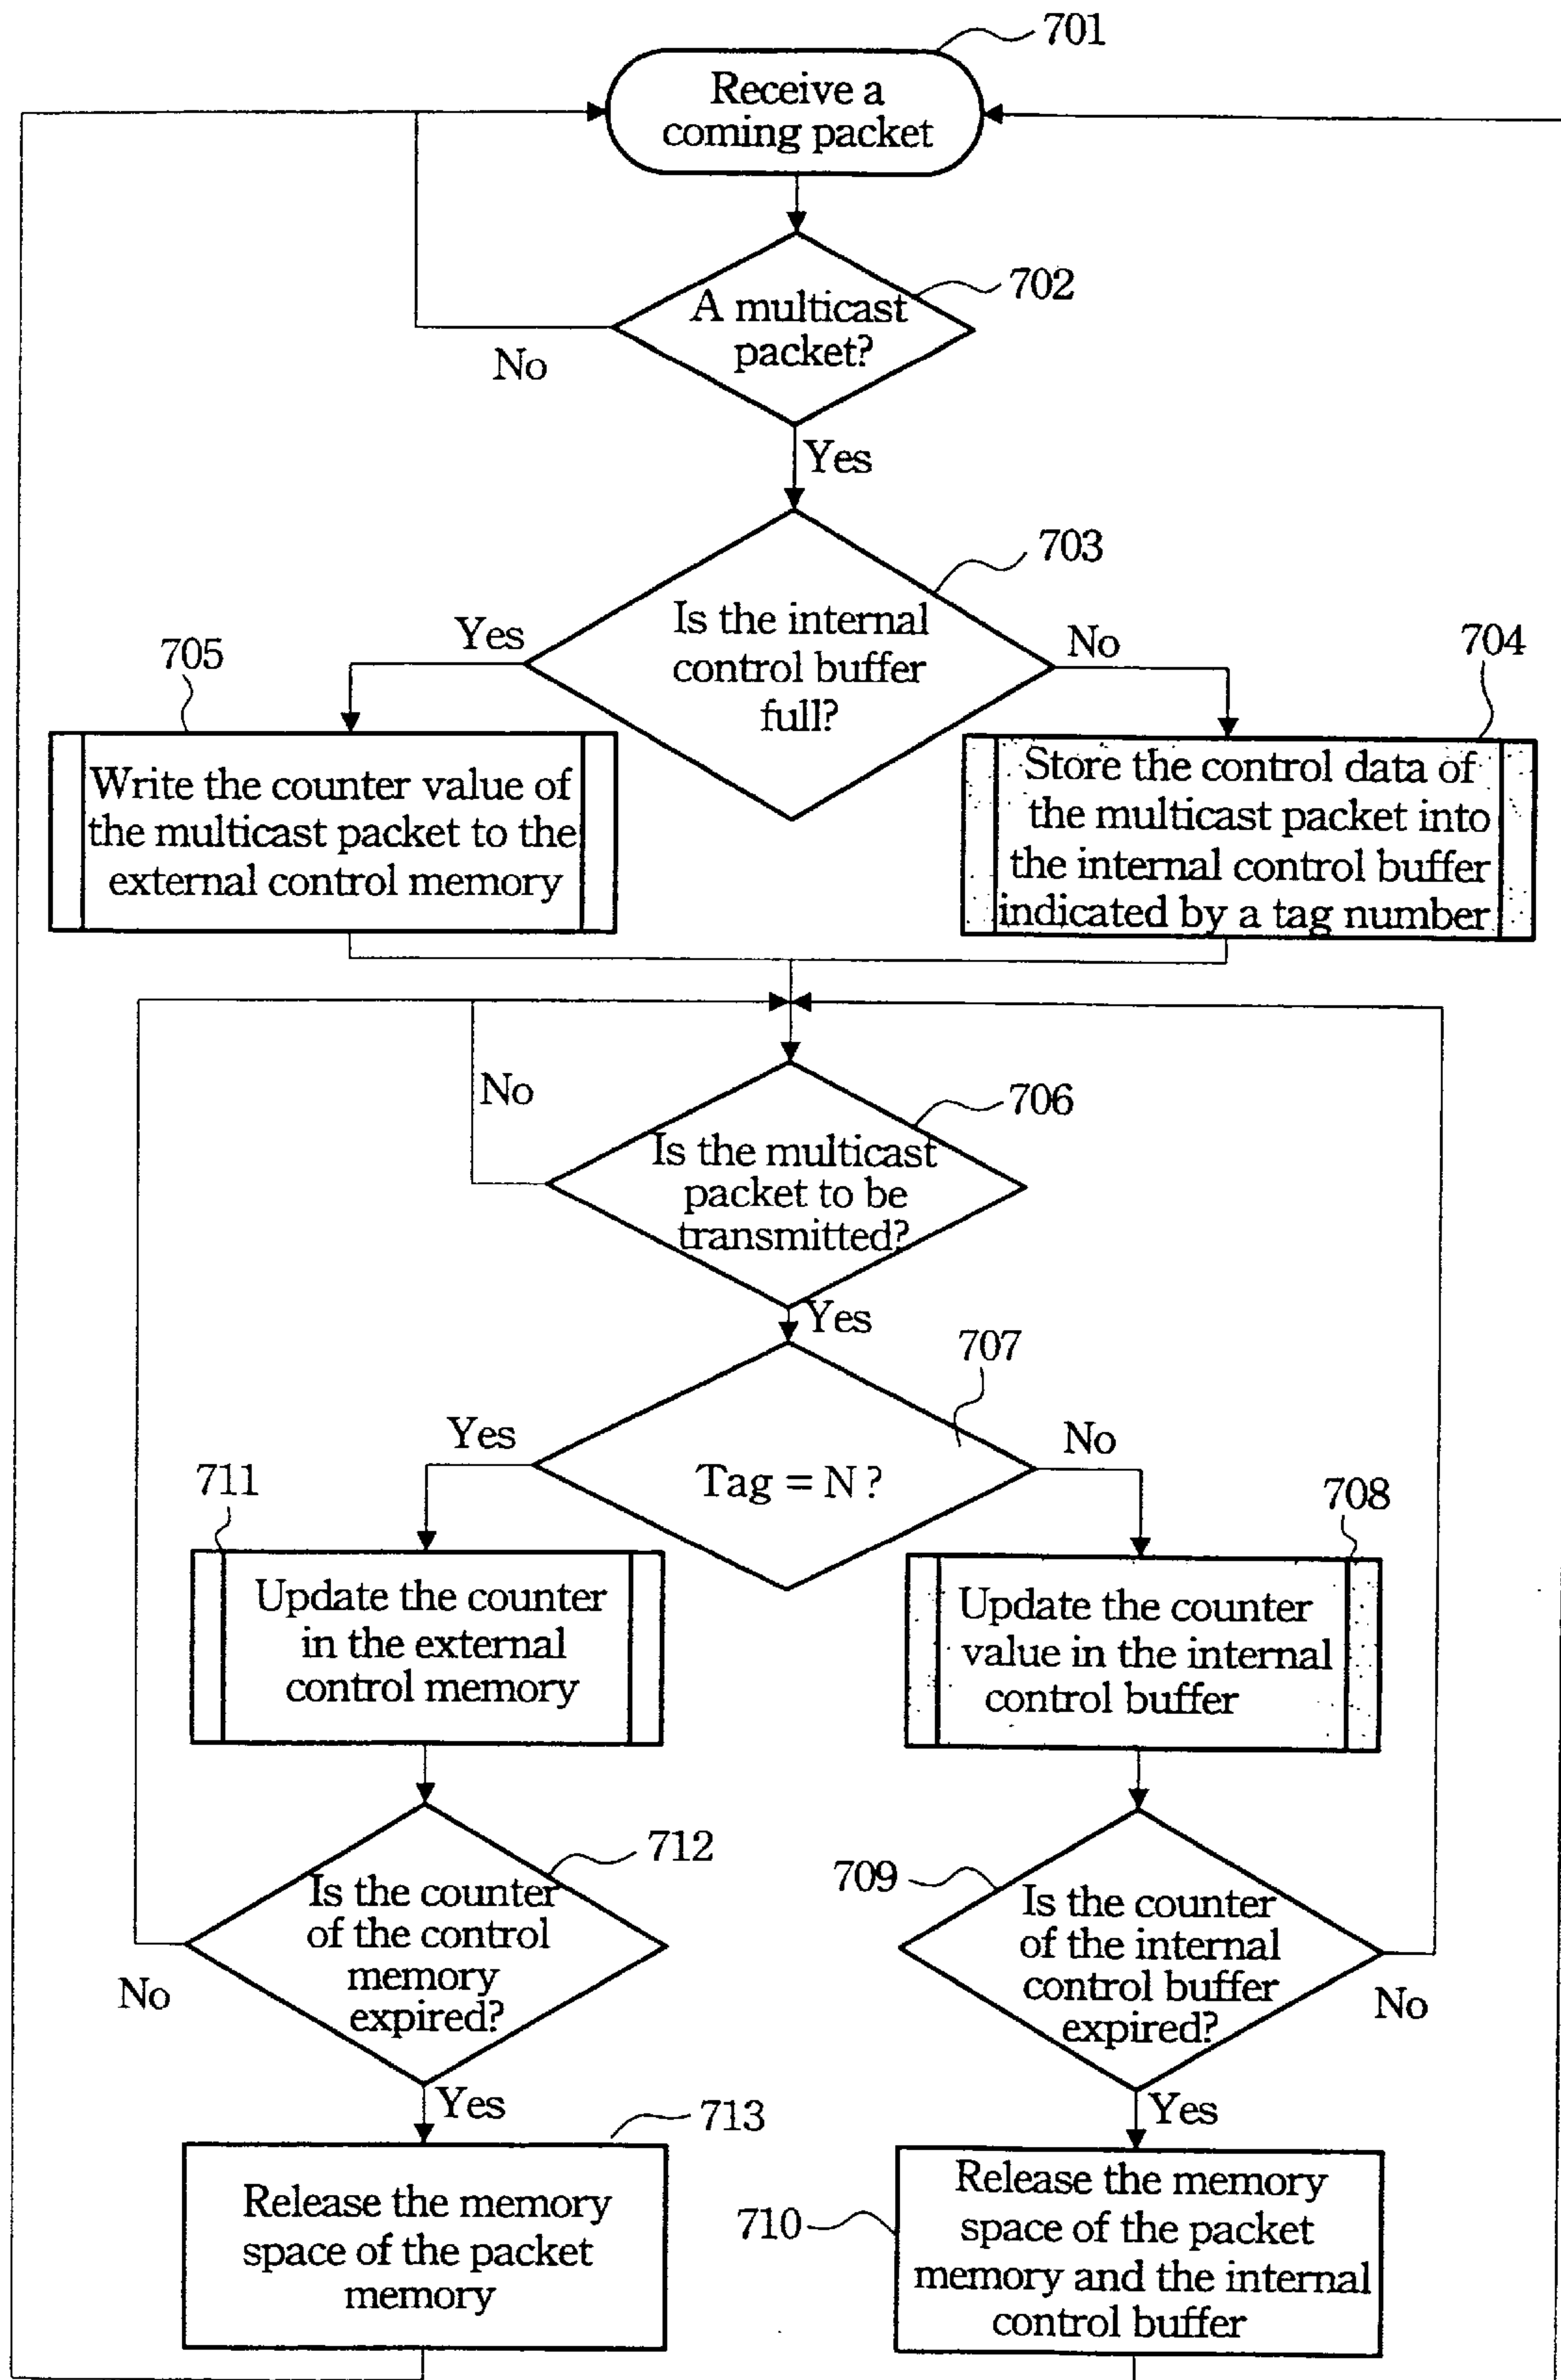 701
Receive a
coming packet
702
A multicast
packet?
No
Yes
703
Is the internal
control buffer
full?
Yes
No
705
704
Write the counter value of
the multicast packet to the
external control memory
Store the control data of
the multicast packet into
the internal control buffer
indicated by a tag number
No
706
Is the multicast
packet to be
transmitted?
Yes
707
Yes
No
Tag = N ?
711
708
Update the counter
in the external
control memory
Update the counter
value in the internal
control buffer
712
709
Is the counter
of the control
memory
expired?
Is the counter
of the internal
control buffer
expired?
No
No
Yes
Yes
713
710
Release the memory
space of the packet
memory
Release the memory
space of the packet
memory and the internal
control buffer